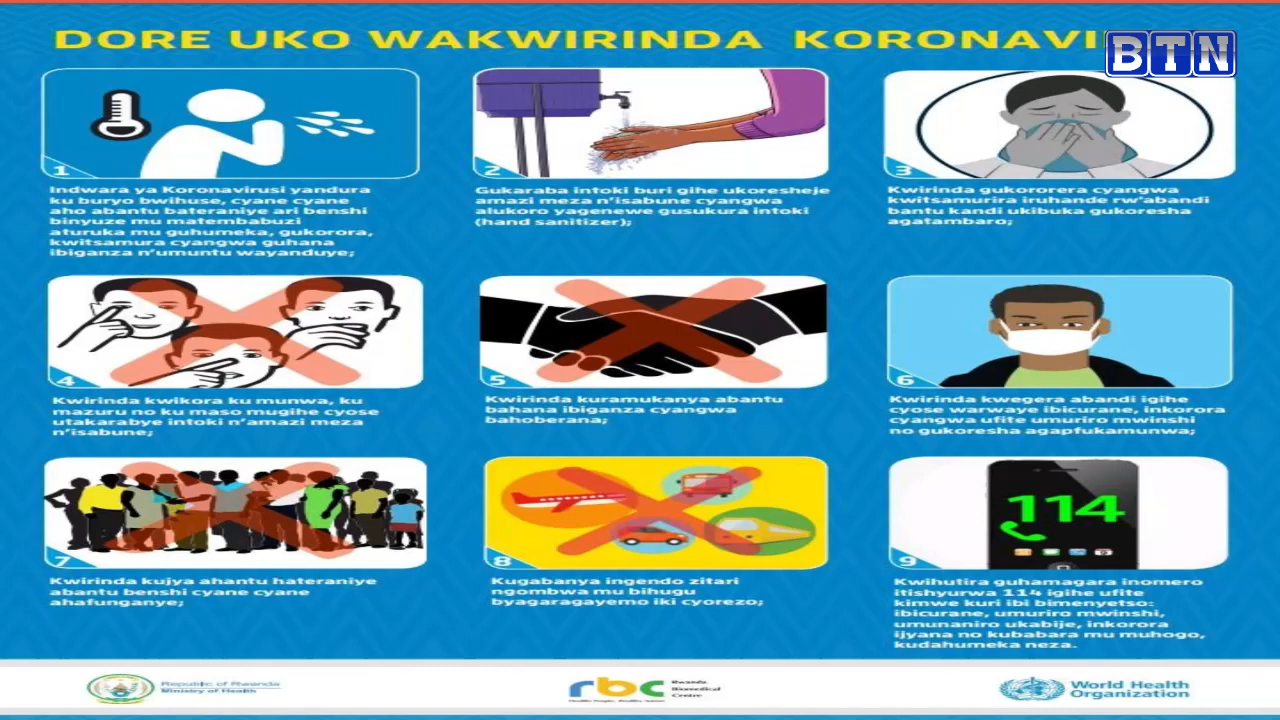 DORE UKO WAKWIRINDA KORONAVI
BTN
1
Indwara ya Koronavirusi yandura
ku buryo bwihuse, cyane cyane
aho abantu bateraniye ari benshi
binyuze mu matembabuzi
aturuka mu guhumeka, gukorora,
kwitsamura cyangwa guhana
ibiganza n'umuntu wayanduye;
2
Gukaraba intoki buri gihe ukoresheje
amazi meza n'isabune cyangwa
alukoro yagenewe gusukura intoki
(hand sanitizer);
3
Kwirinda gukororera cyangwa
kwitsamurira iruhande rw'abandi
bantu kandi ukibuka gukoresha
agatambaro;
4
Kwirinda kwikora ku munwa, ku
mazuru no ku maso mugihe cyose
utakarabye intoki n'amazi meza
n'isabune;
5
Kwirinda kuramukanya abantu
bahana ibiganza cyangwa
bahoberana;
6
Kwirinda kwegera abandi igihe
cyose warwaye ibicurane, inkorora
cyangwa ufite umuriro mwinshi
no gukoresha agapfukamunwa;
7
Kwirinda kujya ahantu hateraniye
abantu benshi cyane cyane
ahafunganye;
8
Kugabanya ingendo zitari
ngombwa mu bihugu
byagaragayemo iki cyorezo;
9
114
Kwihutira guhamagara inomero
itishyurwa 114 igihe ufite
kimwe kuri ibi bimenyetso:
ibicurane, umuriro mwinshi,
umunaniro ukabije, inkorora
ijyana no kubabara mu muhogo,
kudahumeka neza.
Republic of Rwanda
Ministry of Health
rbc
Rwanda
Biomedical
Centre
Healthy People, Wealthy Nation
World Health
Organization